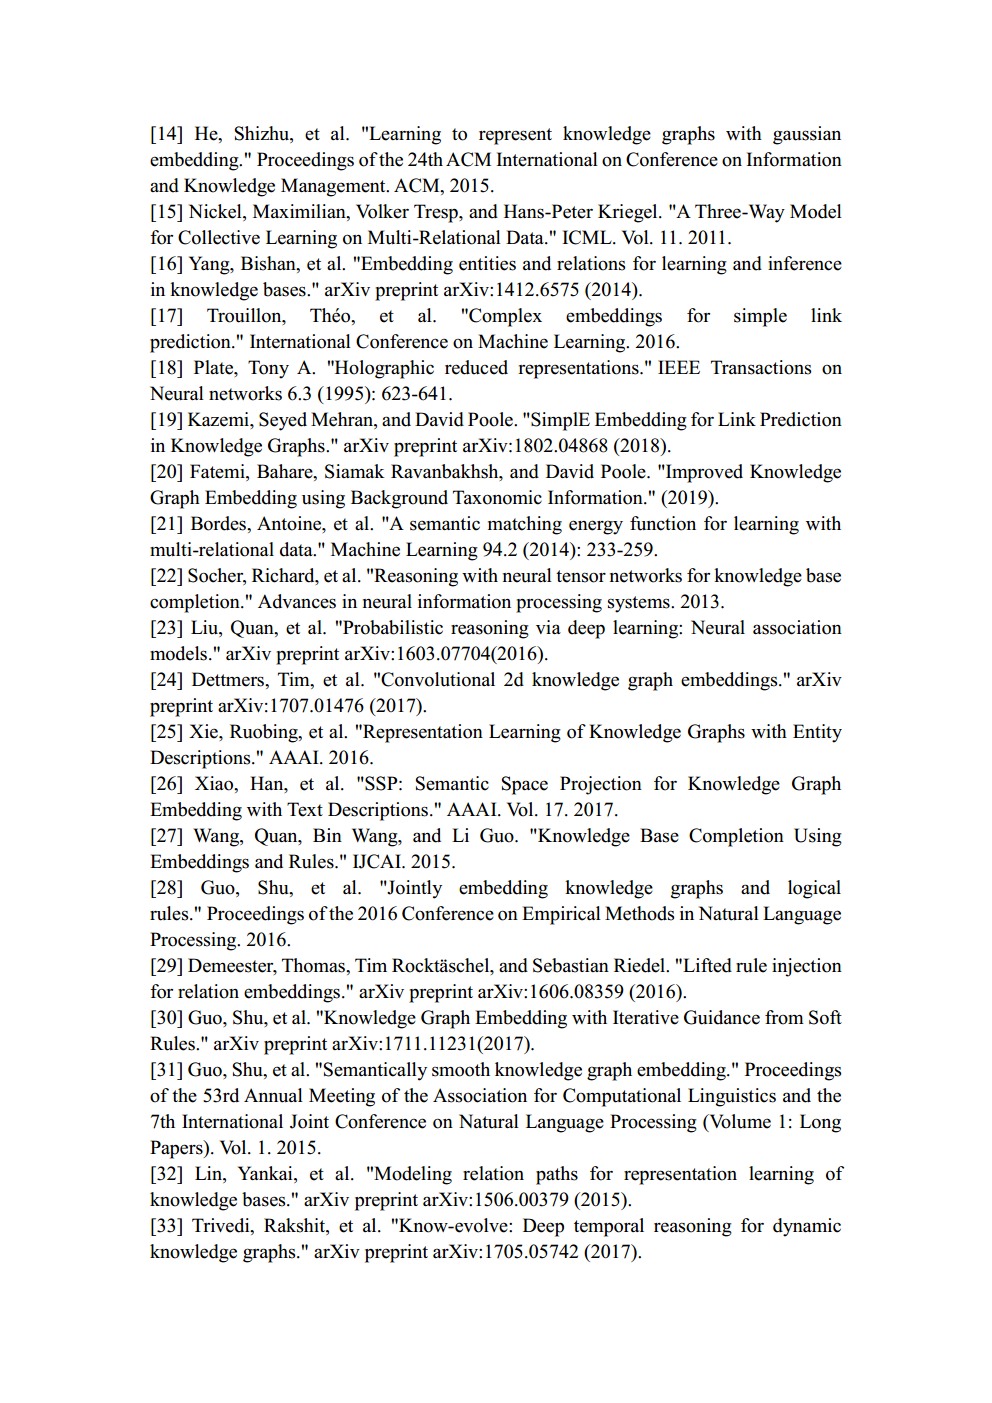 [14] He, Shizhu, et al. "Learning to represent knowledge graphs with gaussian
embedding." Proceedings of the 24th ACM International on Conference on Information
and Knowledge Management. ACM, 2015.
[15] Nickel, Maximilian, Volker Tresp, and Hans-Peter Kriegel. "A Three-Way Model
for Collective Learning on Multi-Relational Data." ICML. Vol. 11. 2011.
[16] Yang, Bishan, et al. "Embedding entities and relations for learning and inference
in knowledge bases." arXiv preprint arXiv:1412.6575 (2014).
[17] Trouillon, Théo, et al. "Complex embeddings for simple link
prediction." International Conference on Machine Learning. 2016.
[18] Plate, Tony A. "Holographic reduced representations." IEEE Transactions on
Neural networks 6.3 (1995): 623-641.
[19] Kazemi, Seyed Mehran, and David Poole. "SimplE Embedding for Link Prediction
in Knowledge Graphs." arXiv preprint arXiv:1802.04868 (2018).
[20] Fatemi, Bahare, Siamak Ravanbakhsh, and David Poole. "Improved Knowledge
Graph Embedding using Background Taxonomic Information." (2019).
[21] Bordes, Antoine, et al. "A semantic matching energy function for learning with
multi-relational data." Machine Learning 94.2 (2014): 233-259.
[22] Socher, Richard, et al. "Reasoning with neural tensor networks for knowledge base
completion." Advances in neural information processing systems. 2013.
[23] Liu, Quan, et al. "Probabilistic reasoning via deep learning: Neural association
models." arXiv preprint arXiv:1603.07704(2016).
[24] Dettmers, Tim, et al. "Convolutional 2d knowledge graph embeddings." arXiv
preprint arXiv:1707.01476 (2017).
[25] Xie, Ruobing, et al. "Representation Learning of Knowledge Graphs with Entity
Descriptions." AAAI. 2016.
[26] Xiao, Han, et al. "SSP: Semantic Space Projection for Knowledge Graph
Embedding with Text Descriptions." AAAI. Vol. 17. 2017.
[27] Wang, Quan, Bin Wang, and Li Guo. "Knowledge Base Completion Using
Embeddings and Rules." IJCAI. 2015.
[28] Guo, Shu, et al. "Jointly embedding knowledge graphs and logical
rules." Proceedings of the 2016 Conference on Empirical Methods in Natural Language
Processing. 2016.
[29] Demeester, Thomas, Tim Rocktäschel, and Sebastian Riedel. "Lifted rule injection
for relation embeddings." arXiv preprint arXiv:1606.08359 (2016).
[30] Guo, Shu, et al. "Knowledge Graph Embedding with Iterative Guidance from Soft
Rules." arXiv preprint arXiv:1711.11231(2017).
[31] Guo, Shu, et al. "Semantically smooth knowledge graph embedding." Proceedings
of the 53rd Annual Meeting of the Association for Computational Linguistics and the
7th International Joint Conference on Natural Language Processing (Volume 1: Long
Papers). Vol. 1. 2015.
[32] Lin, Yankai, et al. "Modeling relation paths for representation learning of
knowledge bases." arXiv preprint arXiv:1506.00379 (2015).
[33] Trivedi, Rakshit, et al. "Know-evolve: Deep temporal reasoning for dynamic
knowledge graphs." arXiv preprint arXiv:1705.05742 (2017).